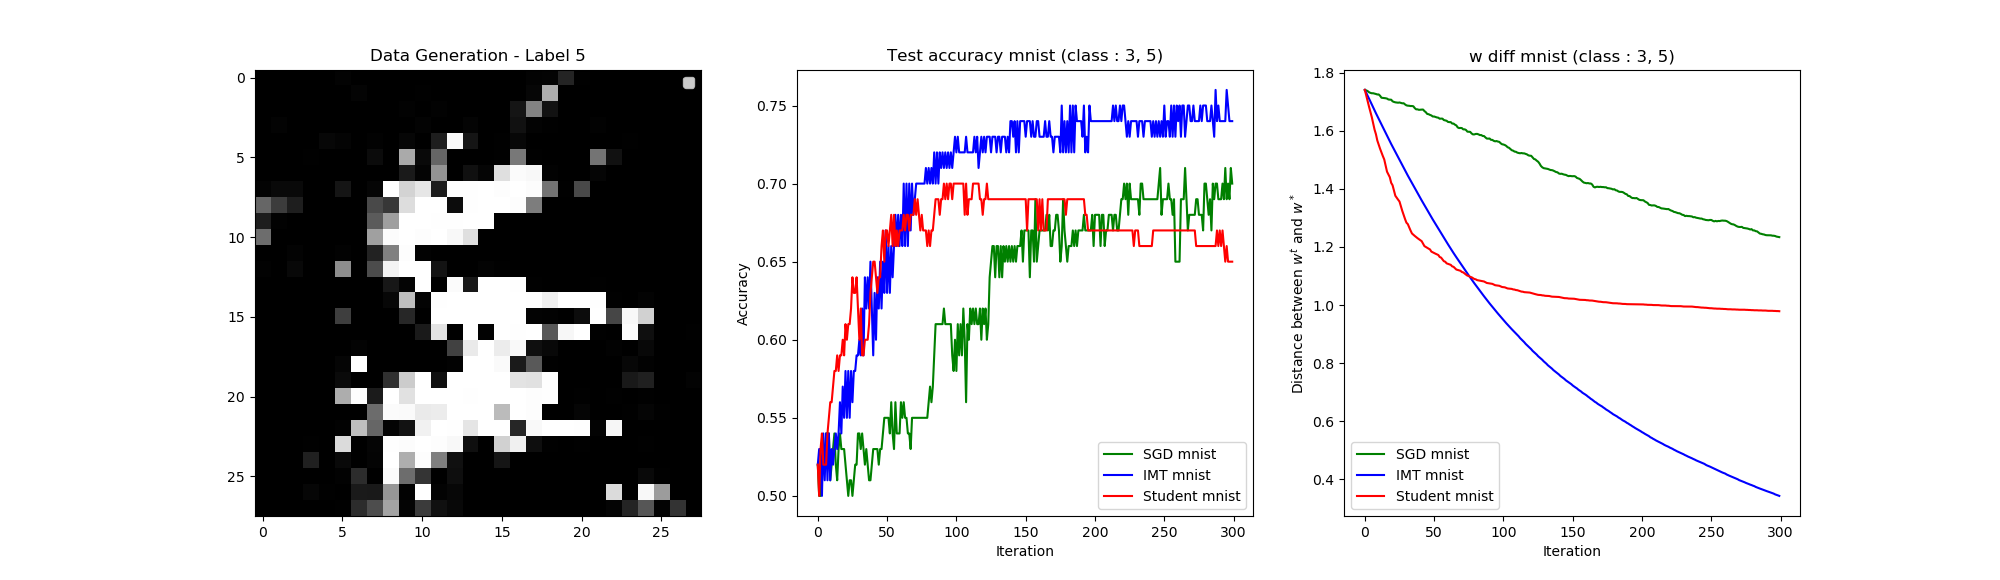 Data Generation - Label 5
0
5
10
15
20
25
0 5 10 15 20 25
Test accuracy mnist (class : 3, 5)
Accuracy
0.75
0.70
0.65
0.60
0.55
0.50
SGD mnist
IMT mnist
Student mnist
0 50 100 150 200 250 300
Iteration
w diff mnist (class : 3, 5)
Distance between w^t and w^*
1.8
1.6
1.4
1.2
1.0
0.8
0.6
0.4
SGD mnist
IMT mnist
Student mnist
0 50 100 150 200 250 300
Iteration